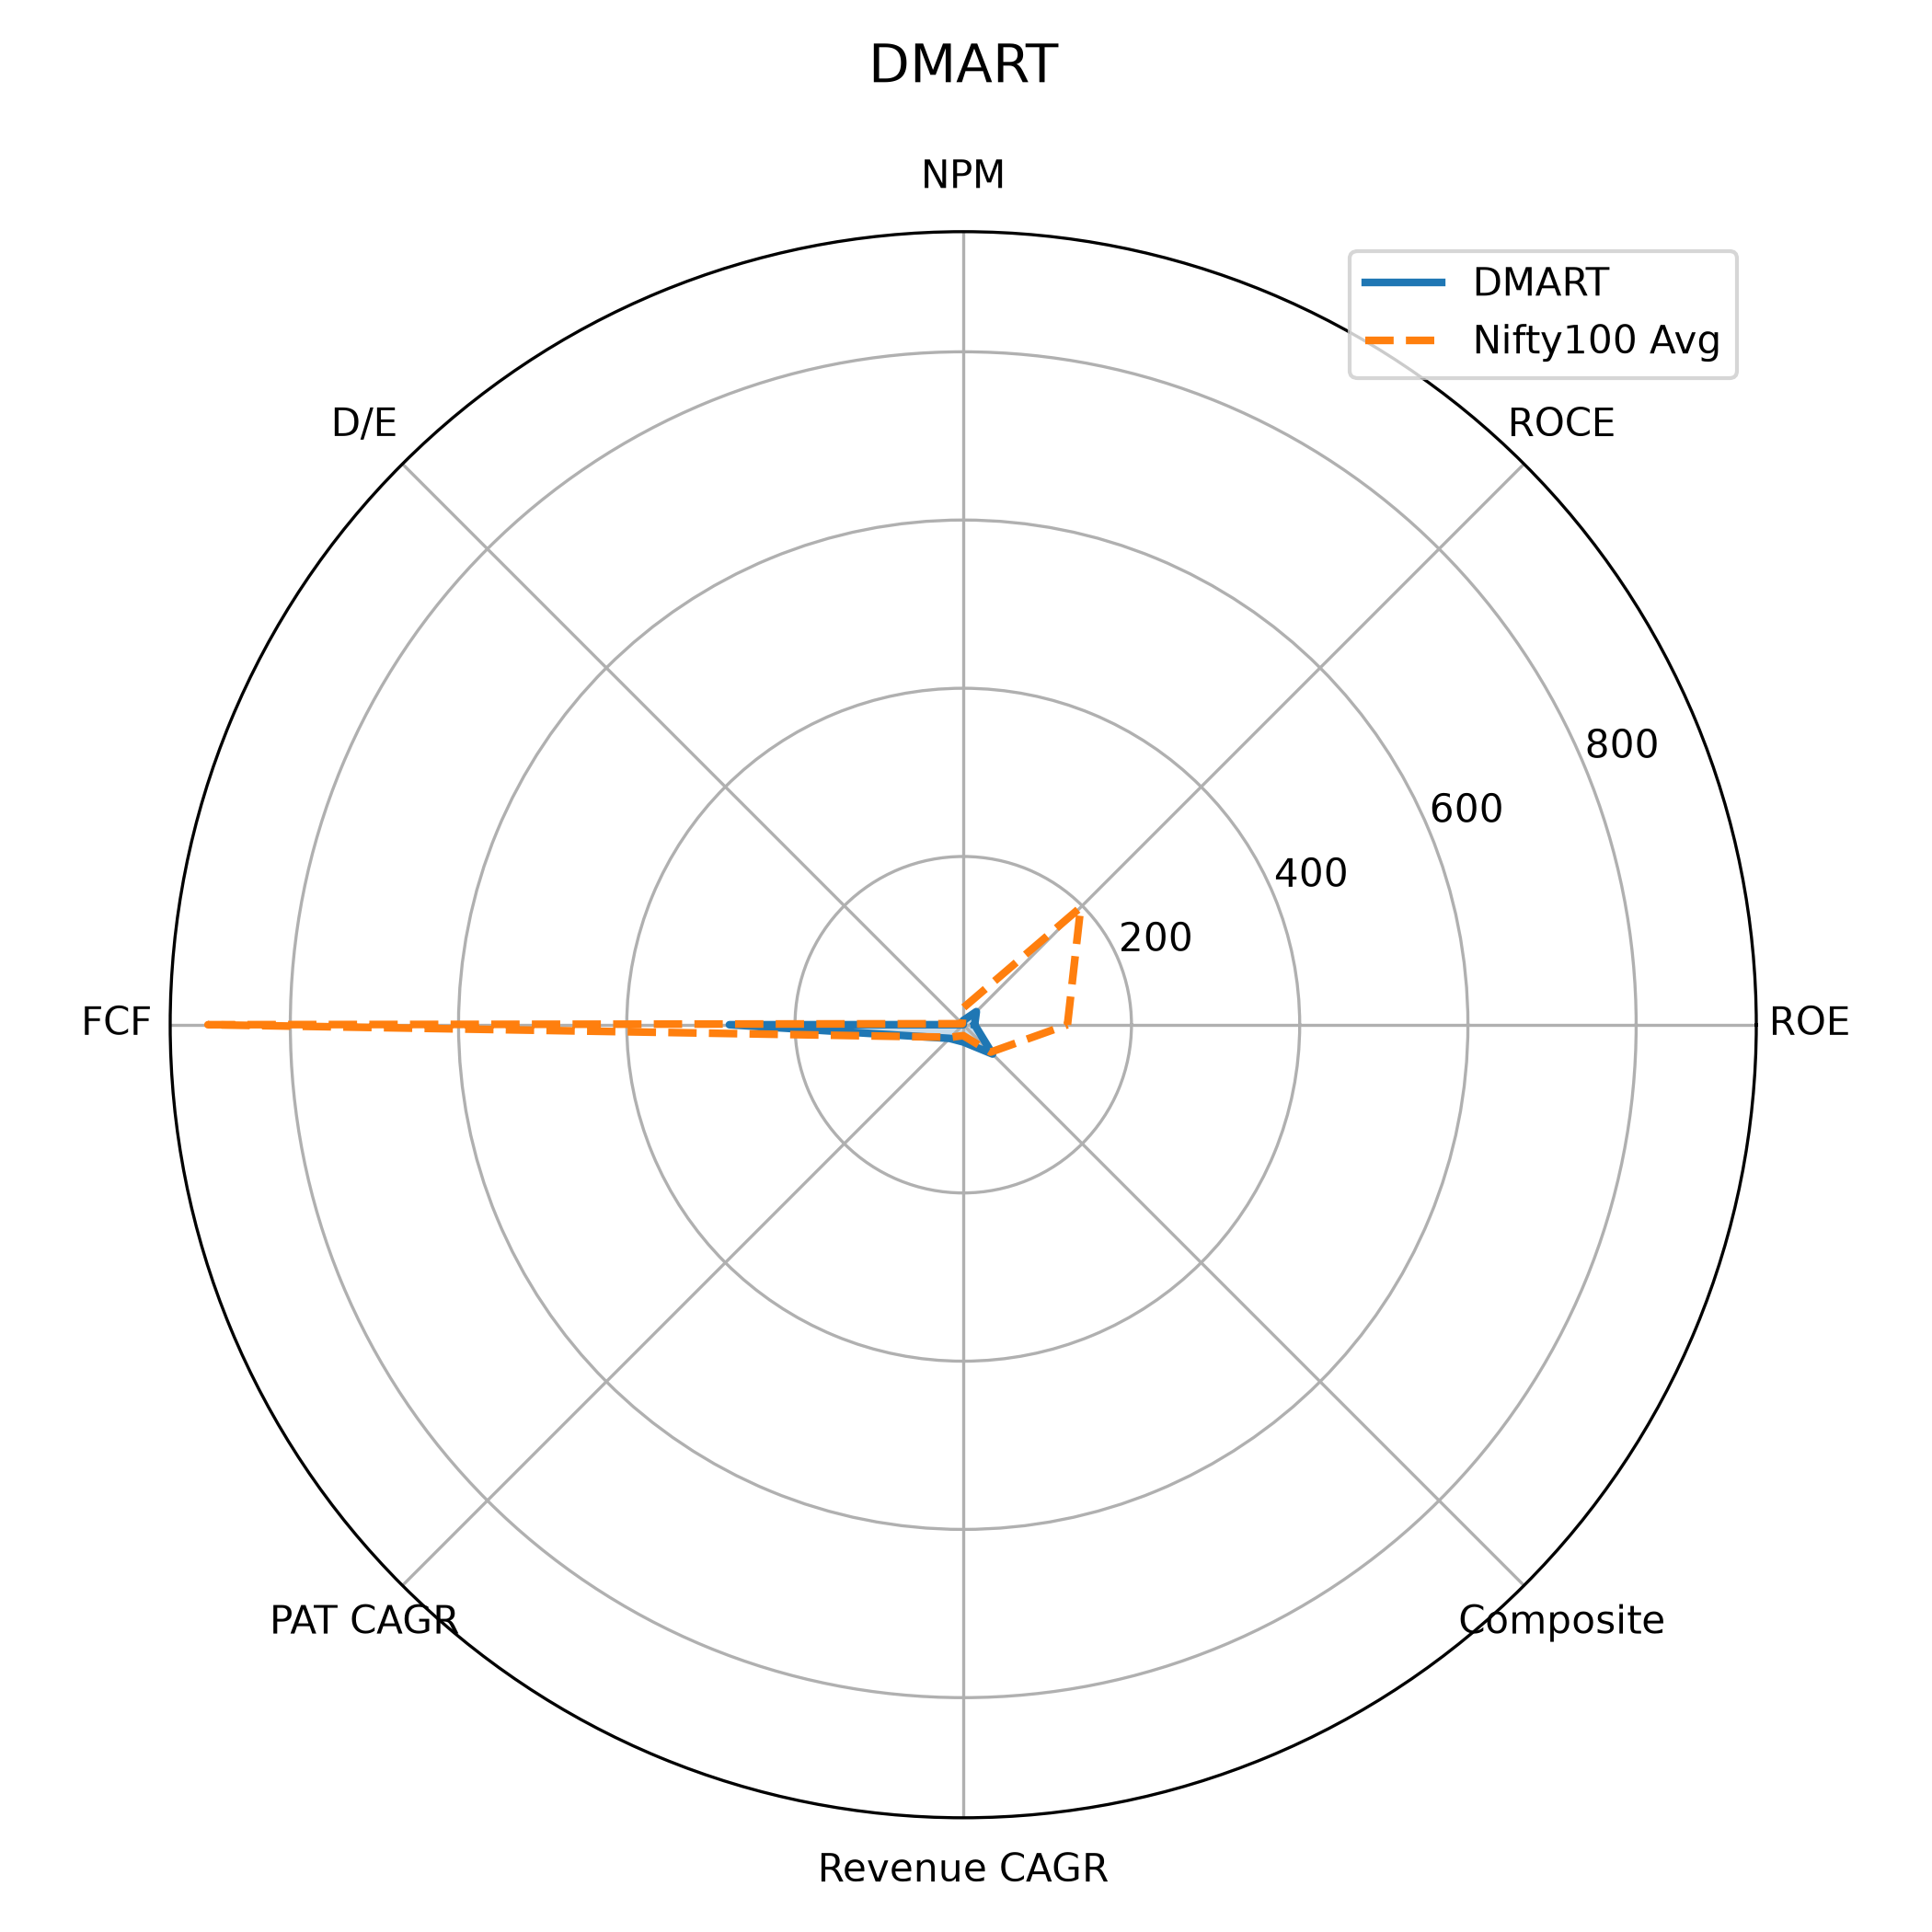 DMART
NPM
DMART
Nifty100 Avg
D/E
ROCE
800
600
400
200
FCF
ROE
PAT CAGR
Composite
Revenue CAGR